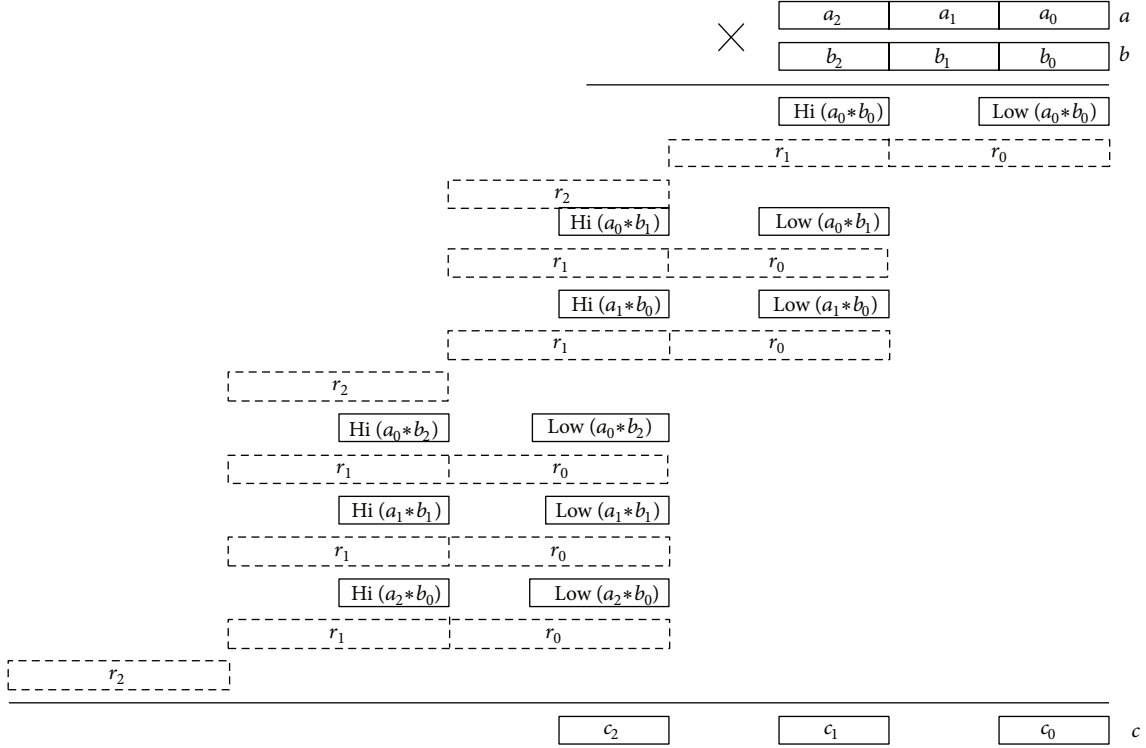 a₂ a₁ a₀ a
× b₂ b₁ b₀ b
Hi (a₀∗b₀) Low (a₀∗b₀)
r₁ r₀
r₂
Hi (a₀∗b₁) Low (a₀∗b₁)
r₁ r₀
Hi (a₁∗b₀) Low (a₁∗b₀)
r₁ r₀
r₂
Hi (a₀∗b₂) Low (a₀∗b₂)
r₁ r₀
Hi (a₁∗b₁) Low (a₁∗b₁)
r₁ r₀
Hi (a₂∗b₀) Low (a₂∗b₀)
r₁ r₀
r₂
c₂ c₁ c₀ c